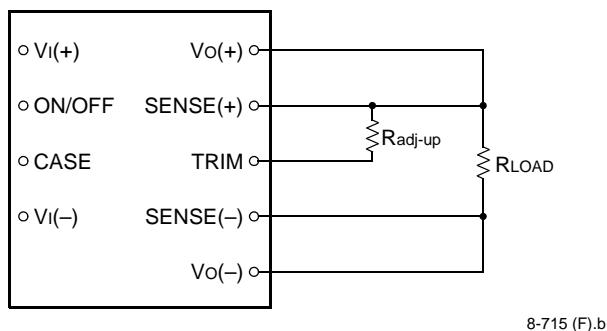 VI(+) VO(+)
ON/OFF SENSE(+)
Radj-up
CASE TRIM
RLOAD
VI(–) SENSE(–)
VO(–)
8-715 (F).b